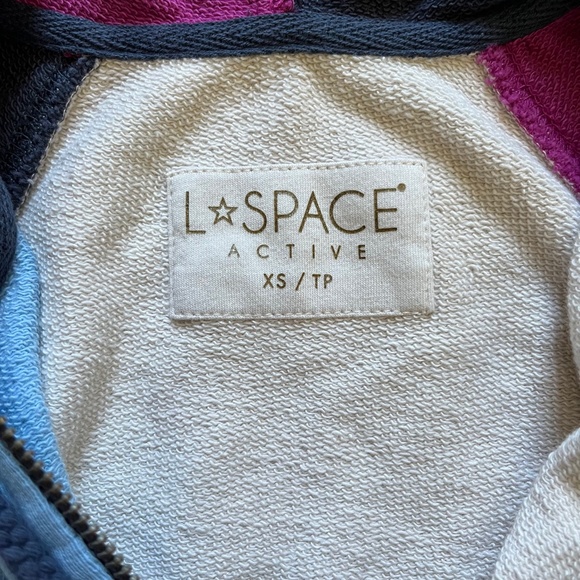 L☆SPACE®
ACTIVE
XS / TP